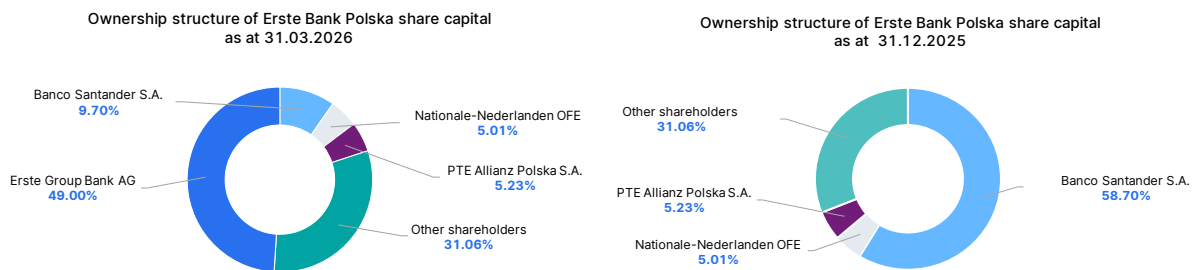 Ownership structure of Erste Bank Polska share capital
as at 31.03.2026
Banco Santander S.A.
9.70%
Nationale-Nederlanden OFE
5.01%
PTE Allianz Polska S.A.
5.23%
Erste Group Bank AG
49.00%
Other shareholders
31.06%
Ownership structure of Erste Bank Polska share capital
as at 31.12.2025
Other shareholders
31.06%
Banco Santander S.A.
58.70%
PTE Allianz Polska S.A.
5.23%
Nationale-Nederlanden OFE
5.01%